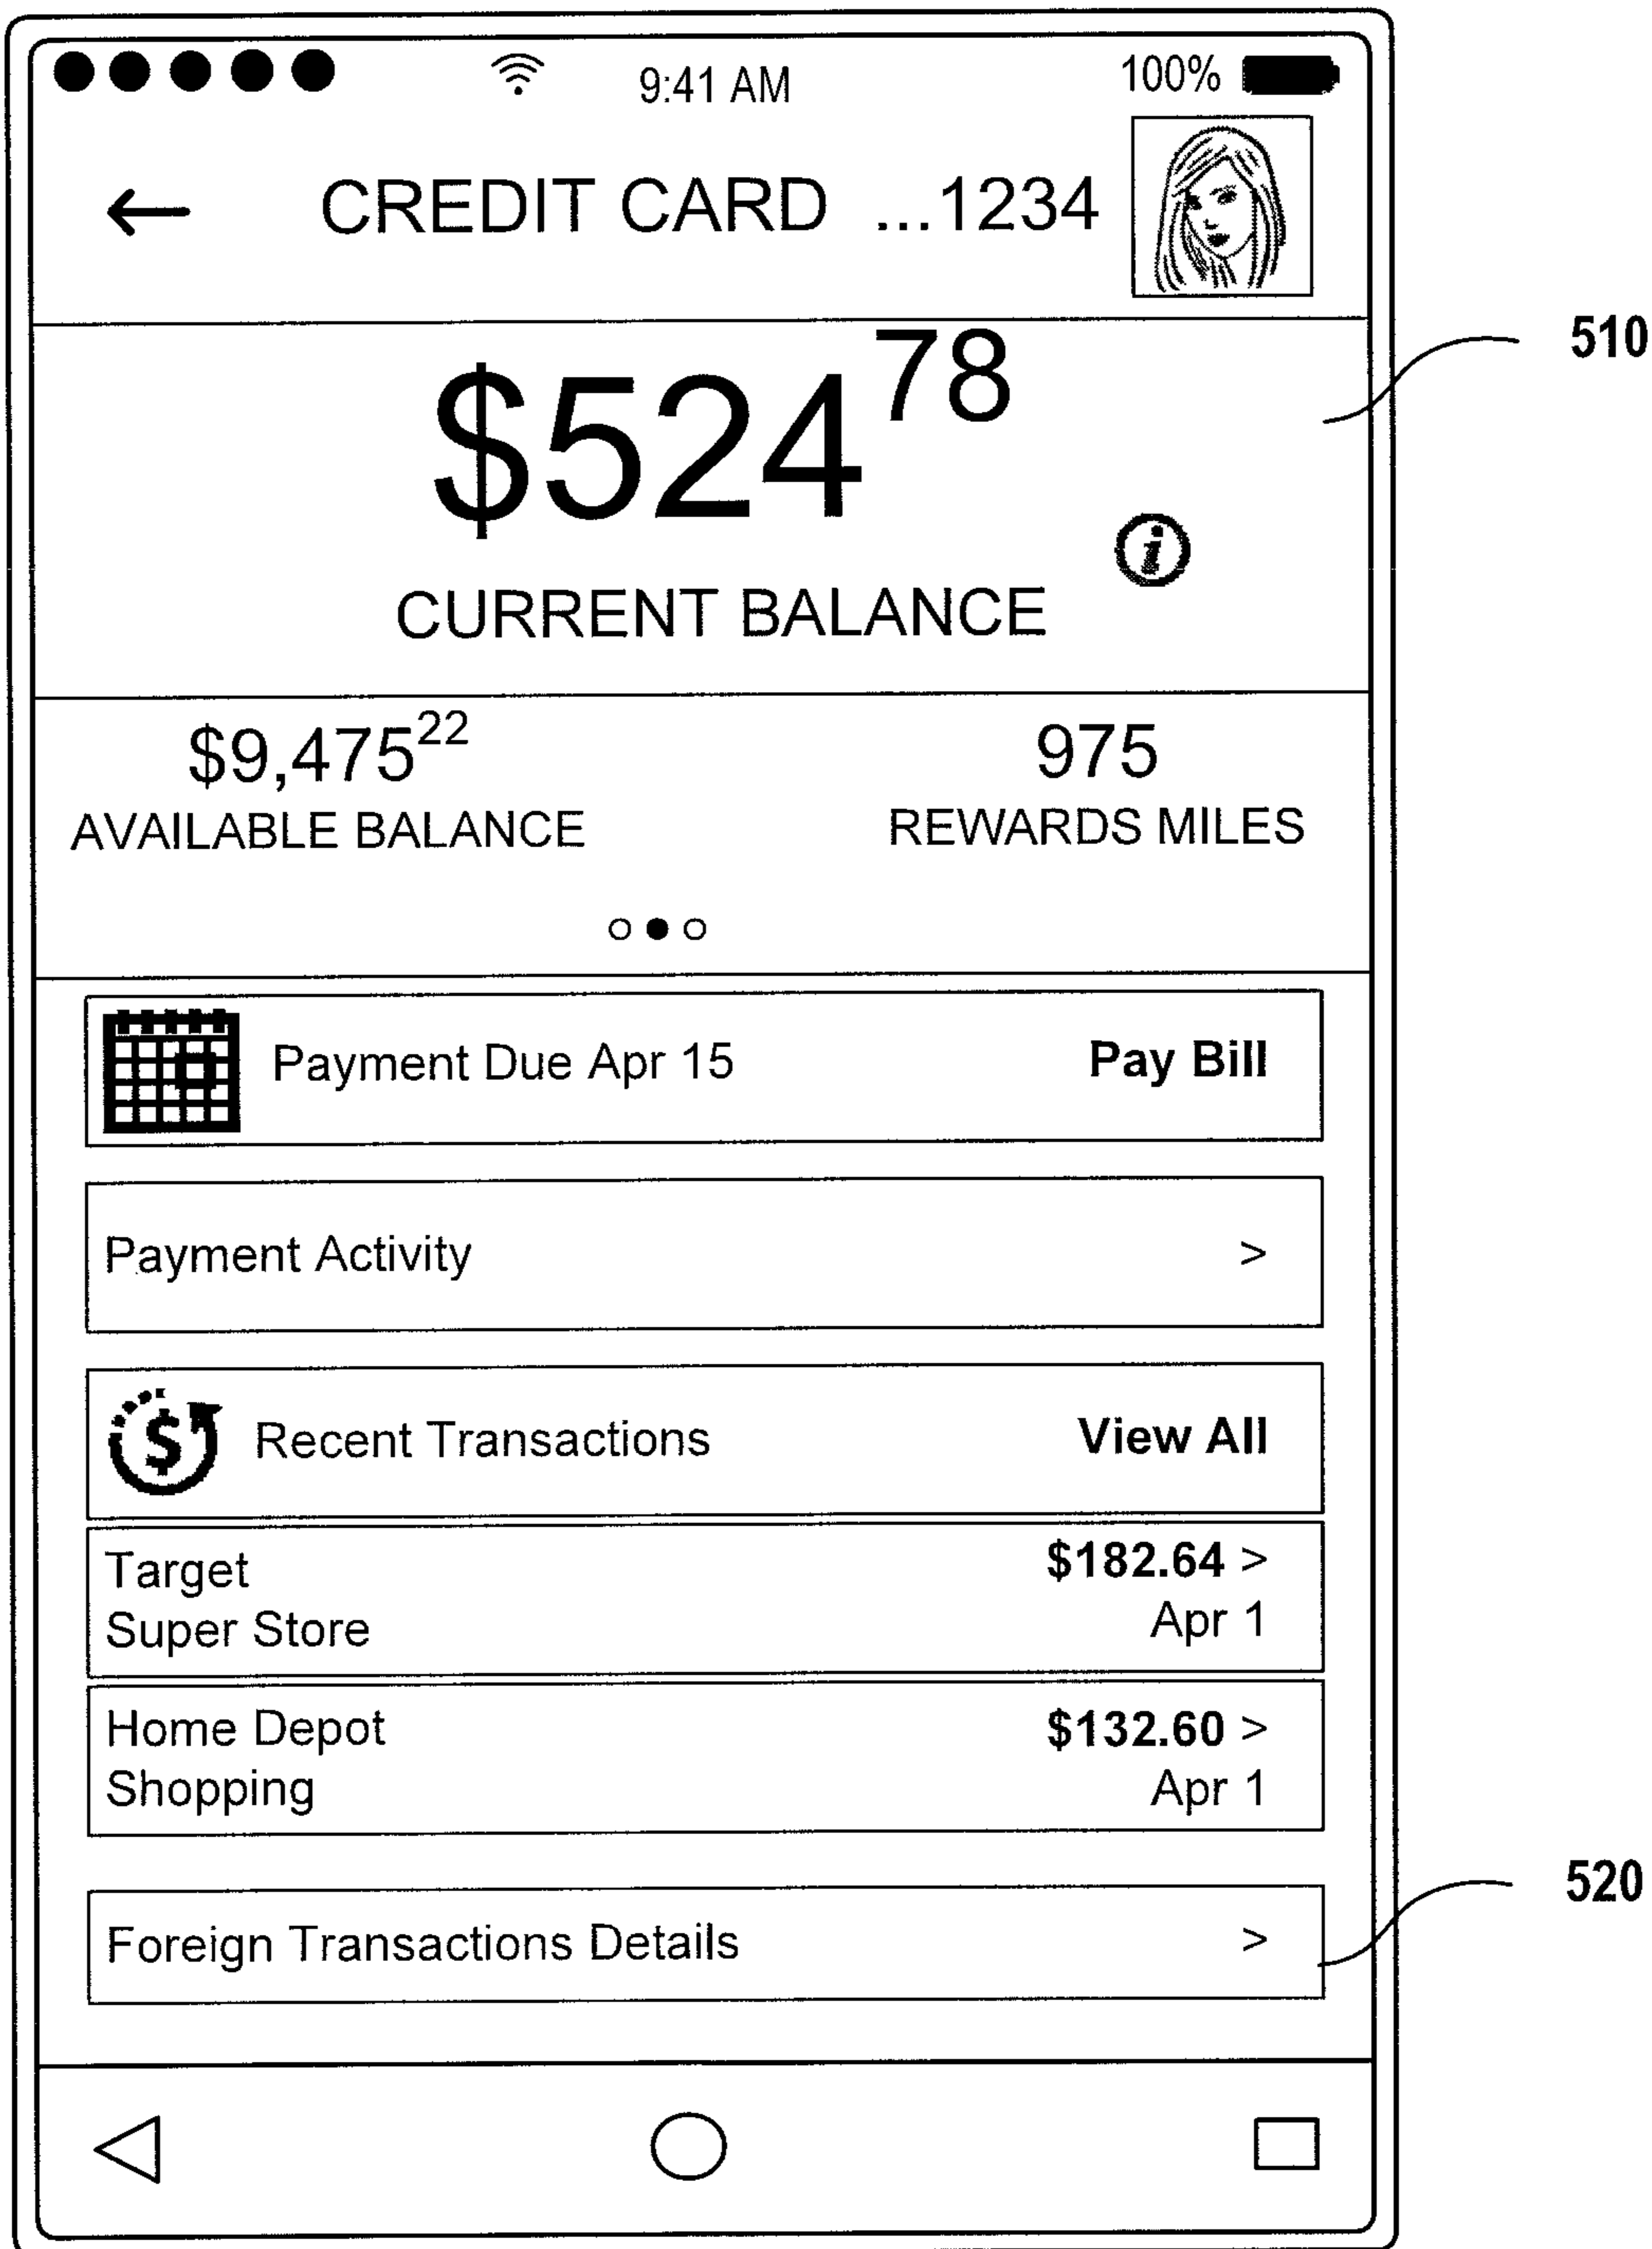 9:41 AM 100%
← CREDIT CARD ...1234
510
$524 78
i
CURRENT BALANCE
$9,475 22 975
AVAILABLE BALANCE REWARDS MILES
Payment Due Apr 15 Pay Bill
Payment Activity >
$ Recent Transactions View All
Target $182.64 >
Super Store Apr 1
Home Depot $132.60 >
Shopping Apr 1
520
Foreign Transactions Details >